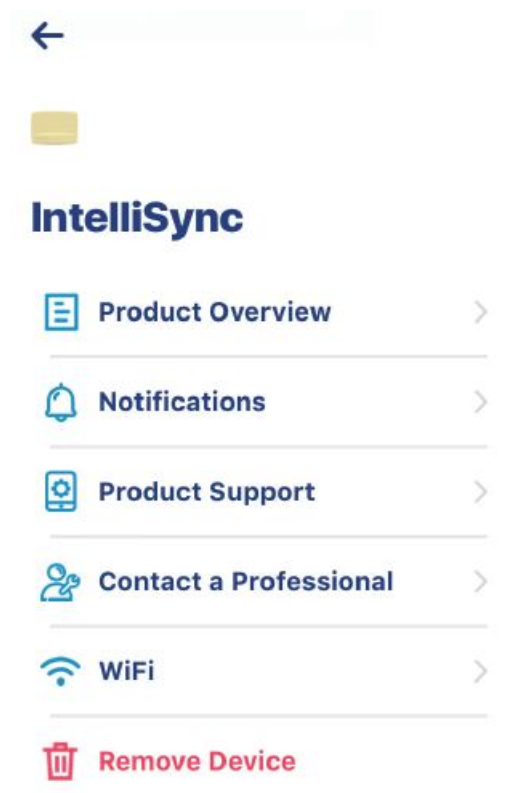 IntelliSync
Product Overview
Notifications
Product Support
Contact a Professional
WiFi
Remove Device